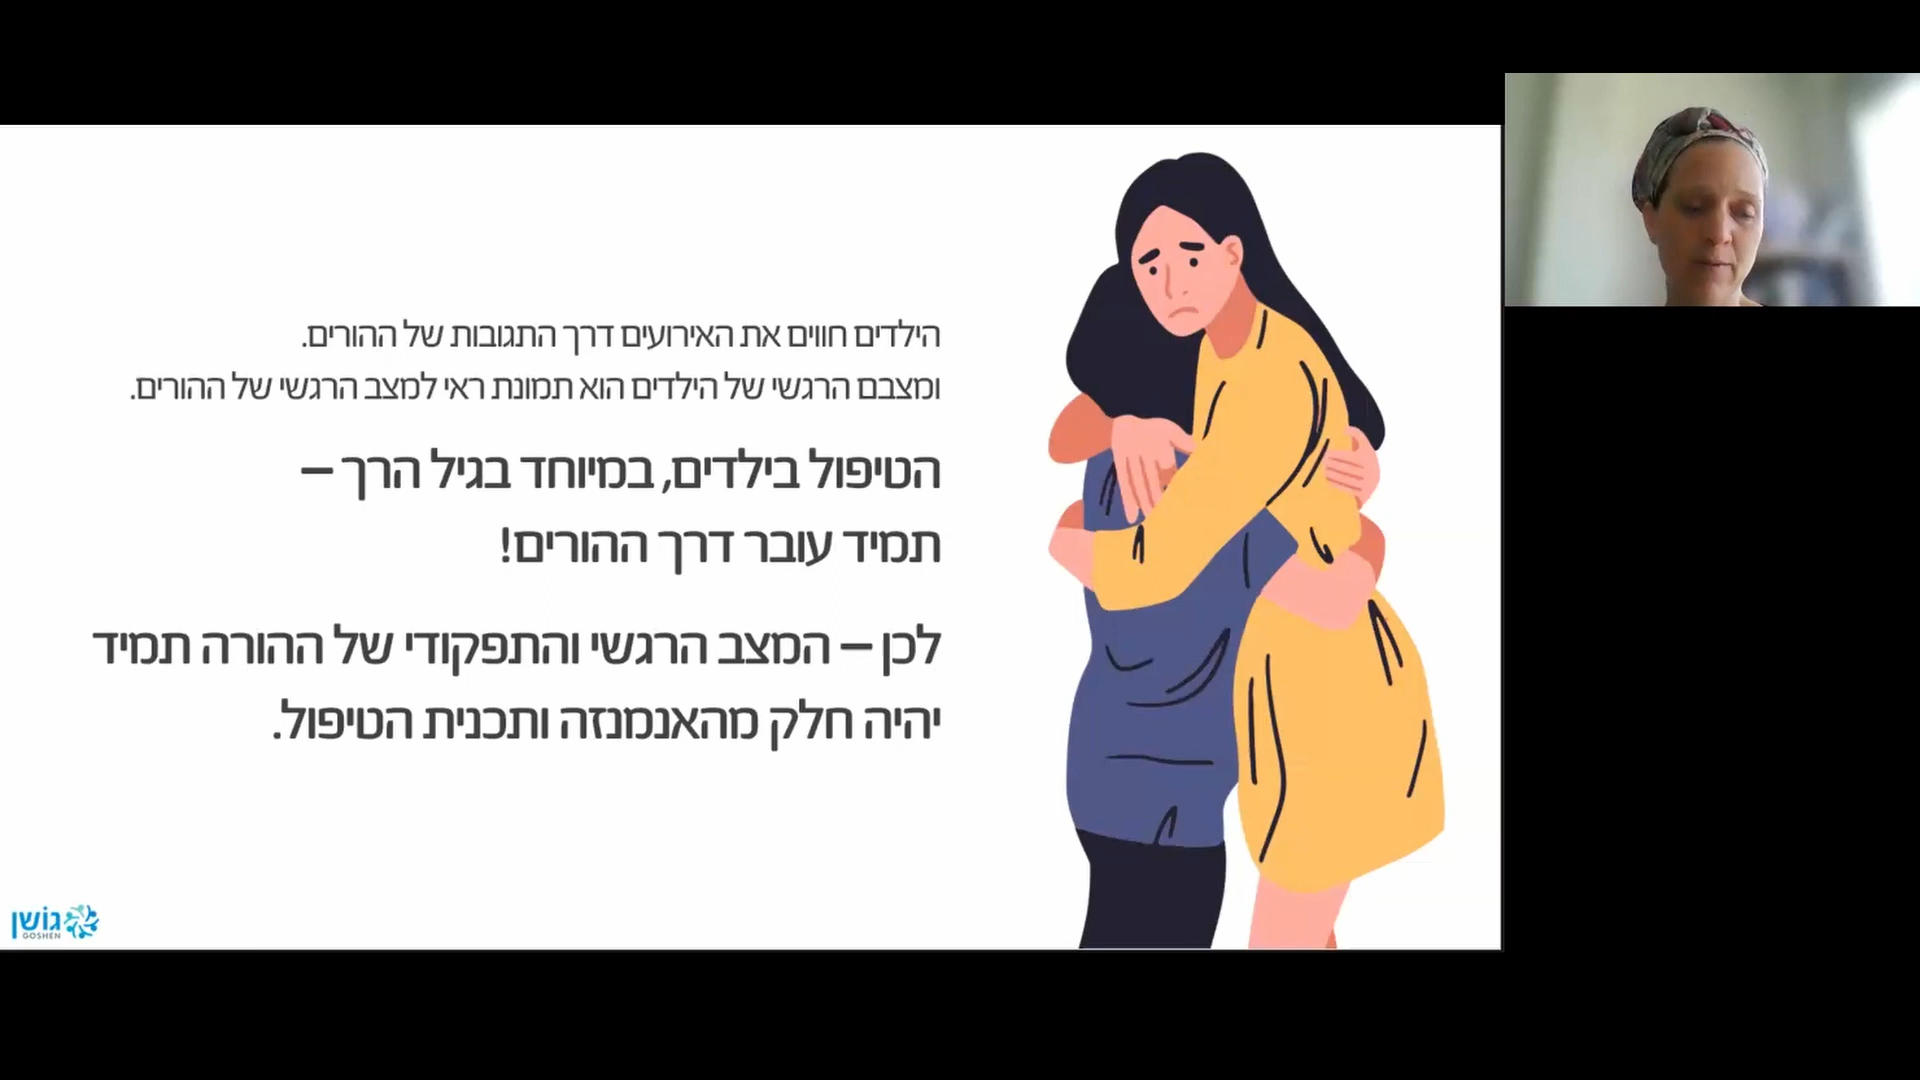 הילדים חווים את האירועים דרך התגובות של ההורים.
ומצבם הרגשי של הילדים הוא תמונת ראי למצב הרגשי של ההורים.
הטיפול בילדים, במיוחד בגיל הרך –
תמיד עובר דרך ההורים!
לכן – המצב הרגשי והתפקודי של ההורה תמיד
יהיה חלק מהאנמנזה ותכנית הטיפול.
גושן
GOSHEN